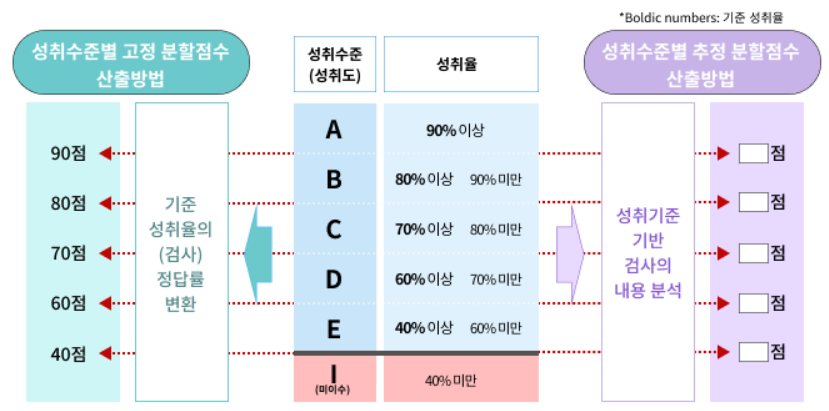 *Boldic numbers: 기준 성취율
성취수준별 고정 분할점수
산출방법
성취수준
(성취도)
성취율
성취수준별 추정 분할점수
산출방법
A
90% 이상
90점
점
B
80% 이상 90% 미만
80점
점
C
70% 이상 80% 미만
70점
점
D
60% 이상 70% 미만
60점
점
E
40% 이상 60% 미만
40점
점
I
(미이수)
40% 미만
기준
성취율의
(검사)
정답률
변환
성취기준
기반
검사의
내용 분석